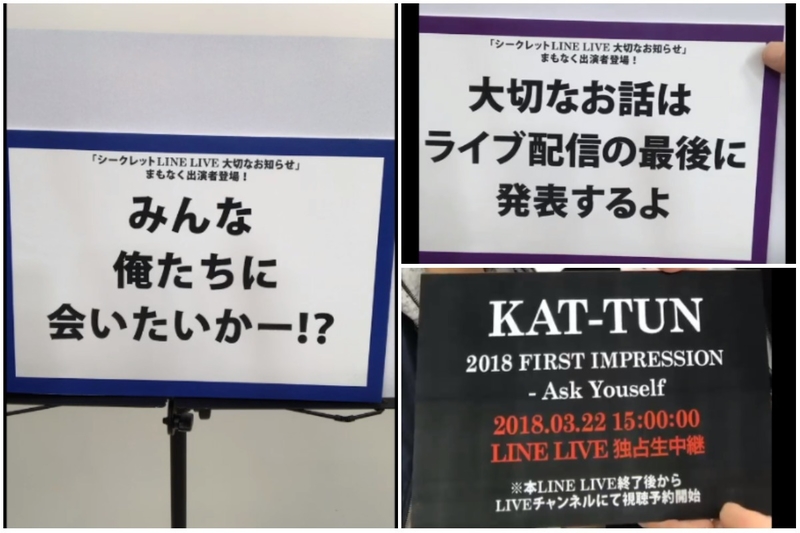 「シークレットLINE LIVE 大切なお知らせ」
まもなく出演者登場！
みんな
俺たちに
会いたいかー!?
「シークレットLINE LIVE 大切なお知らせ」
まもなく出演者登場！
大切なお話は
ライブ配信の最後に
発表するよ
KAT-TUN
2018 FIRST IMPRESSION
- Ask Youself
2018.03.22 15:00:00
LINE LIVE 独占生中継
※本LINE LIVE終了後から
LIVEチャンネルにて視聴予約開始